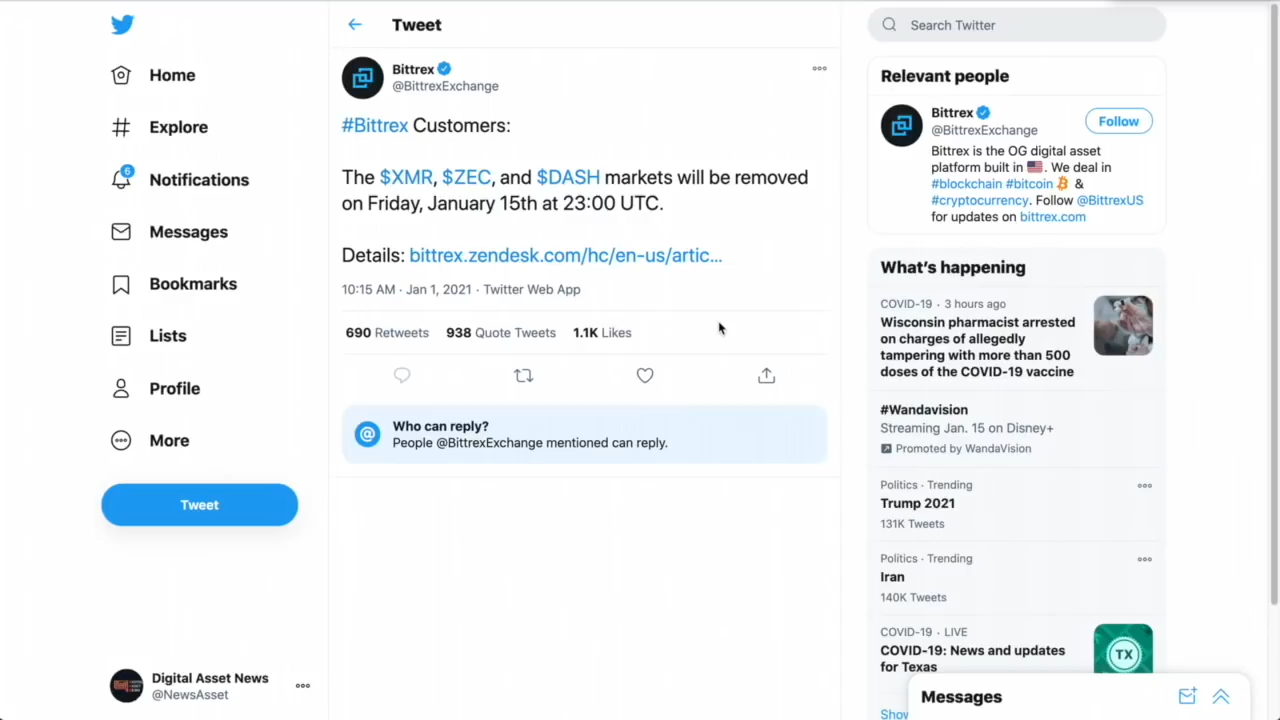 Home
Explore
6
Notifications
Messages
Bookmarks
Lists
Profile
More
Tweet
Digital Asset News
@NewsAsset
Tweet
Bittrex
@BittrexExchange
#Bittrex Customers:
The $XMR, $ZEC, and $DASH markets will be removed
on Friday, January 15th at 23:00 UTC.
Details: bittrex.zendesk.com/hc/en-us/artic...
10:15 AM · Jan 1, 2021 · Twitter Web App
690 Retweets 938 Quote Tweets 1.1K Likes
Who can reply?
People @BittrexExchange mentioned can reply.
Search Twitter
Relevant people
Bittrex
@BittrexExchange
Follow
Bittrex is the OG digital asset
platform built in 🇺🇸. We deal in
#blockchain #bitcoin &
#cryptocurrency. Follow @BittrexUS
for updates on bittrex.com
What's happening
COVID-19 · 3 hours ago
Wisconsin pharmacist arrested
on charges of allegedly
tampering with more than 500
doses of the COVID-19 vaccine
#Wandavision
Streaming Jan. 15 on Disney+
Promoted by WandaVision
Politics · Trending
Trump 2021
131K Tweets
Politics · Trending
Iran
140K Tweets
COVID-19 · LIVE
COVID-19: News and updates
for Texas
TX
Show
Messages